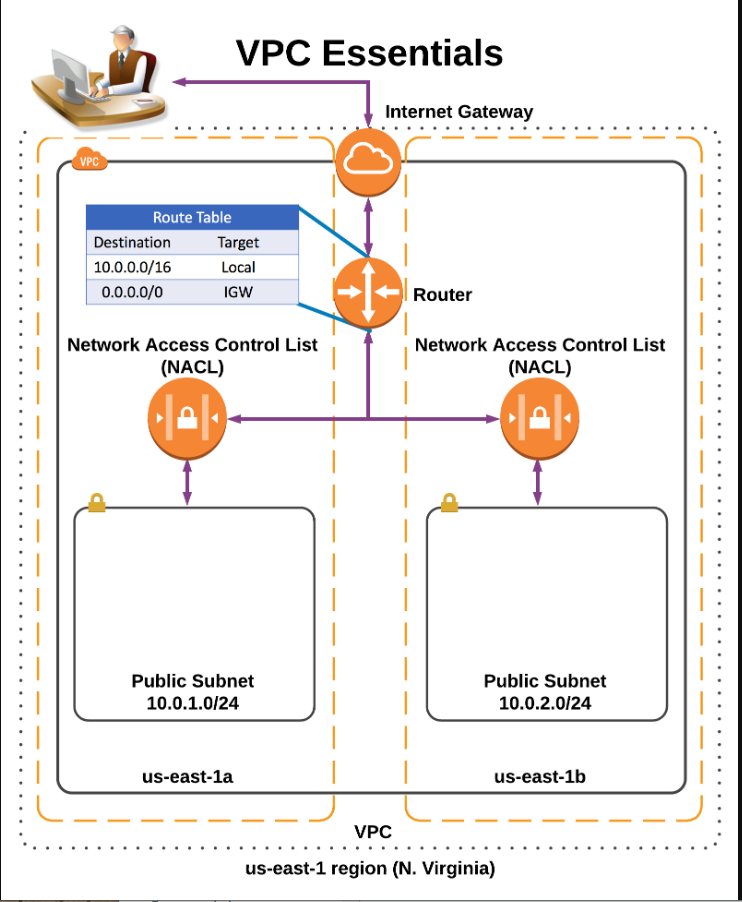 VPC Essentials
Internet Gateway
VPC
Route Table
Destination Target
10.0.0.0/16 Local
0.0.0.0/0 IGW
Router
Network Access Control List
(NACL)
Network Access Control List
(NACL)
Public Subnet
10.0.1.0/24
Public Subnet
10.0.2.0/24
us-east-1a
us-east-1b
VPC
us-east-1 region (N. Virginia)